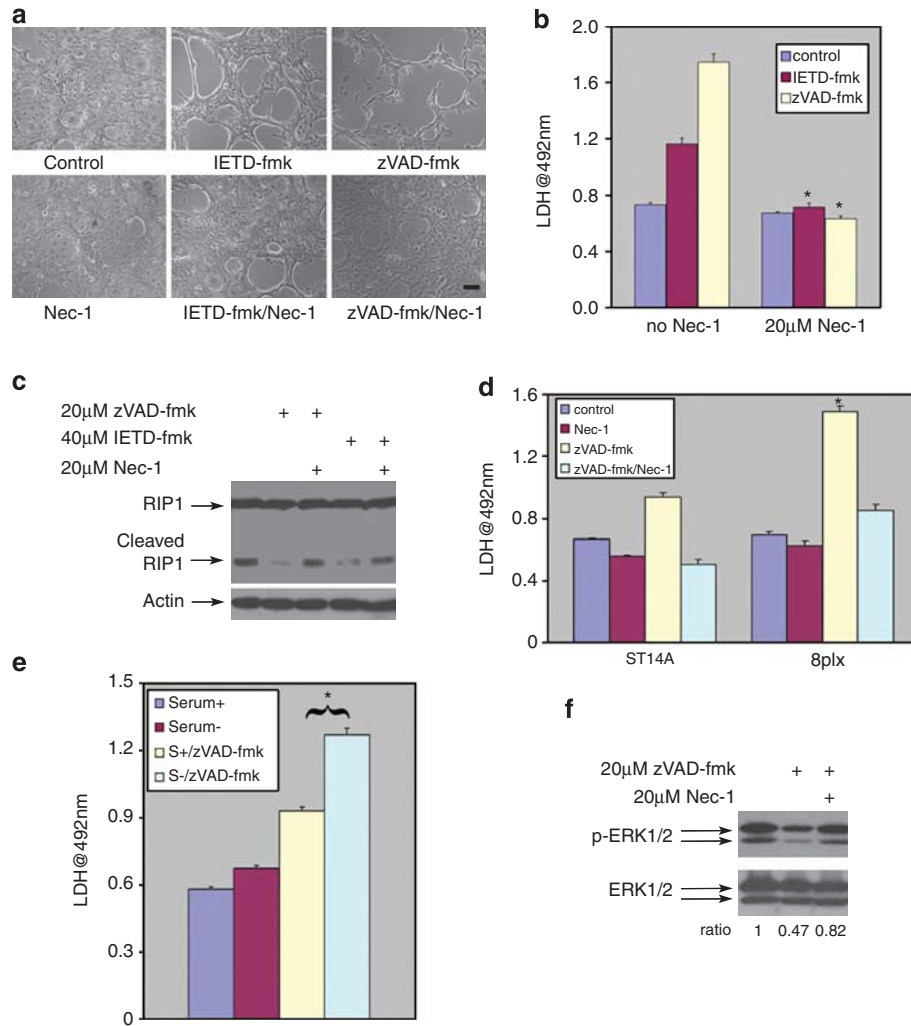 a
Control IETD-fmk zVAD-fmk
Nec-1 IETD-fmk/Nec-1 zVAD-fmk/Nec-1
b
2.0
1.6
1.2
0.8
0.4
0.0
LDH@492nm
control
IETD-fmk
zVAD-fmk
* *
no Nec-1 20μM Nec-1
c
20μM zVAD-fmk + +
40μM IETD-fmk + +
20μM Nec-1 + +
RIP1
Cleaved
RIP1
Actin
d
1.6
1.2
0.8
0.4
0
LDH@492nm
control
Nec-1
zVAD-fmk
zVAD-fmk/Nec-1
*
ST14A 8plx
e
1.5
1.2
0.9
0.6
0.3
0
LDH@492nm
Serum+
Serum-
S+/zVAD-fmk
S-/zVAD-fmk
*
f
20μM zVAD-fmk + +
20μM Nec-1 +
p-ERK1/2
ERK1/2
ratio 1 0.47 0.82